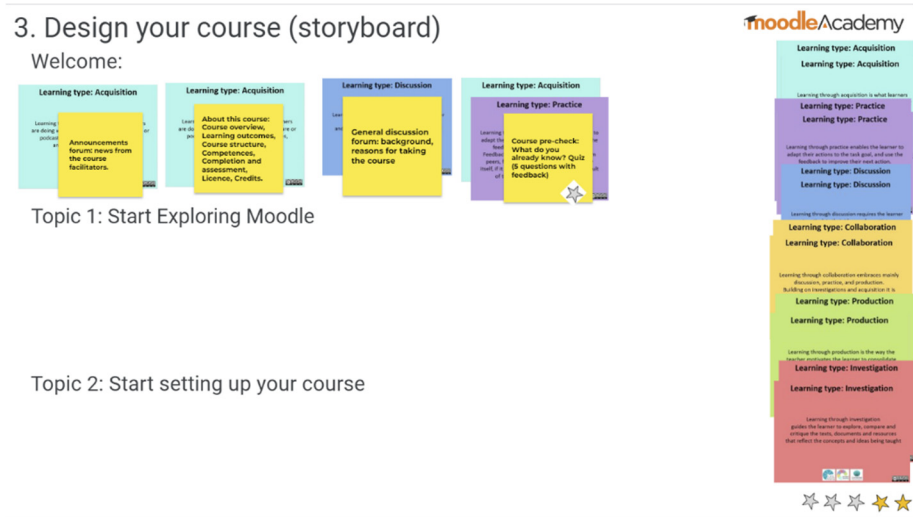 3. Design your course (storyboard)
moodleAcademy
Welcome:
Learning type: Acquisition
Announcements
forum: news from
the course
facilitators.
Learning type: Acquisition
About this course:
Course overview,
Learning outcomes,
Course structure,
Competences,
Completion and
assessment,
Licence, Credits.
Learning type: Discussion
General discussion
forum: background,
reasons for taking
the course
Learning type: Acquisition
Learning type: Practice
Course pre-check:
What do you
already know? Quiz
(5 questions with
feedback)
Topic 1: Start Exploring Moodle
Topic 2: Start setting up your course
Learning type: Acquisition
Learning type: Acquisition
Learning through acquisition is what learners
Learning type: Practice
Learning type: Practice
Learning through practice enables the learner to
adapt their actions to the task goal, and use the
feedback to improve their next action.
Learning type: Discussion
Learning type: Discussion
Learning through discussion requires the learner
Learning type: Collaboration
Learning type: Collaboration
Learning through collaboration embraces mainly
discussion, practice, and production.
Building on investigations and acquisition it is
Learning type: Production
Learning type: Production
Learning through production is the way the
teacher motivates the learner to consolidate
Learning type: Investigation
Learning type: Investigation
Learning through investigation
guides the learner to explore, compare and
critique the texts, documents and resources
that reflect the concepts and ideas being taught